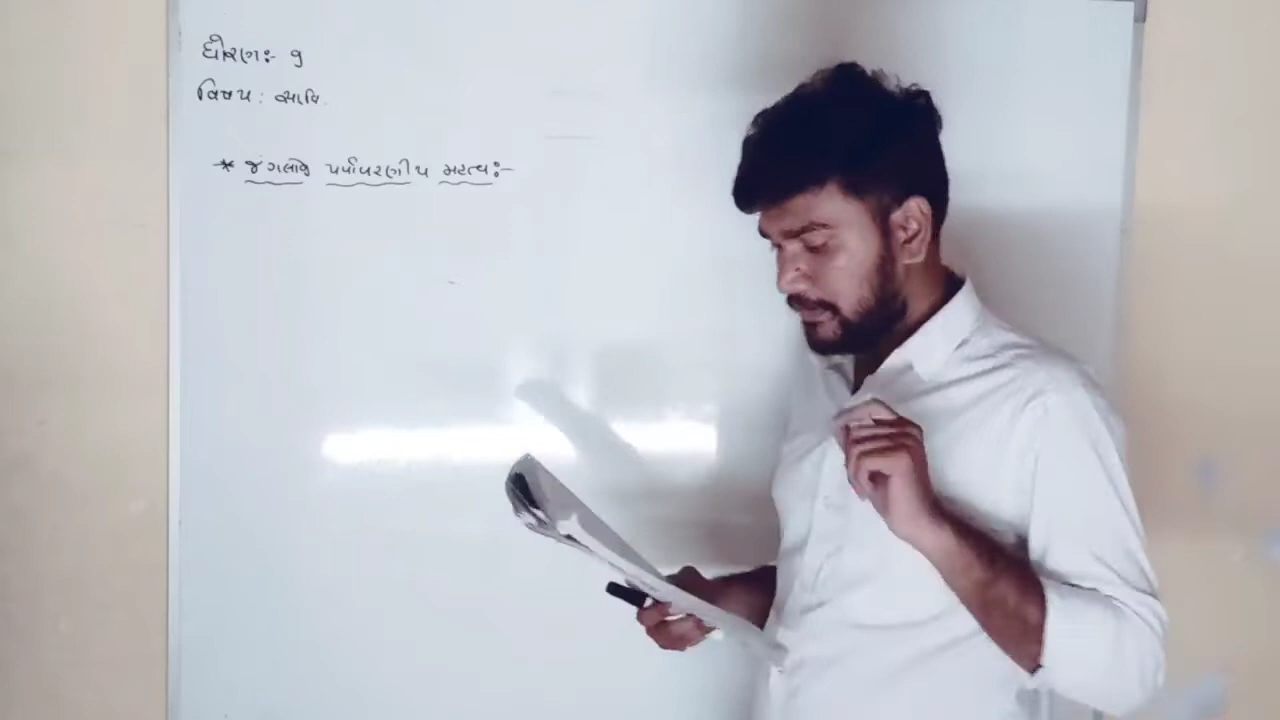 ધોરણ:- ૭
વિષય : સા.વિ.
* જંગલોનું પર્યાવરણીય મહત્વ:-